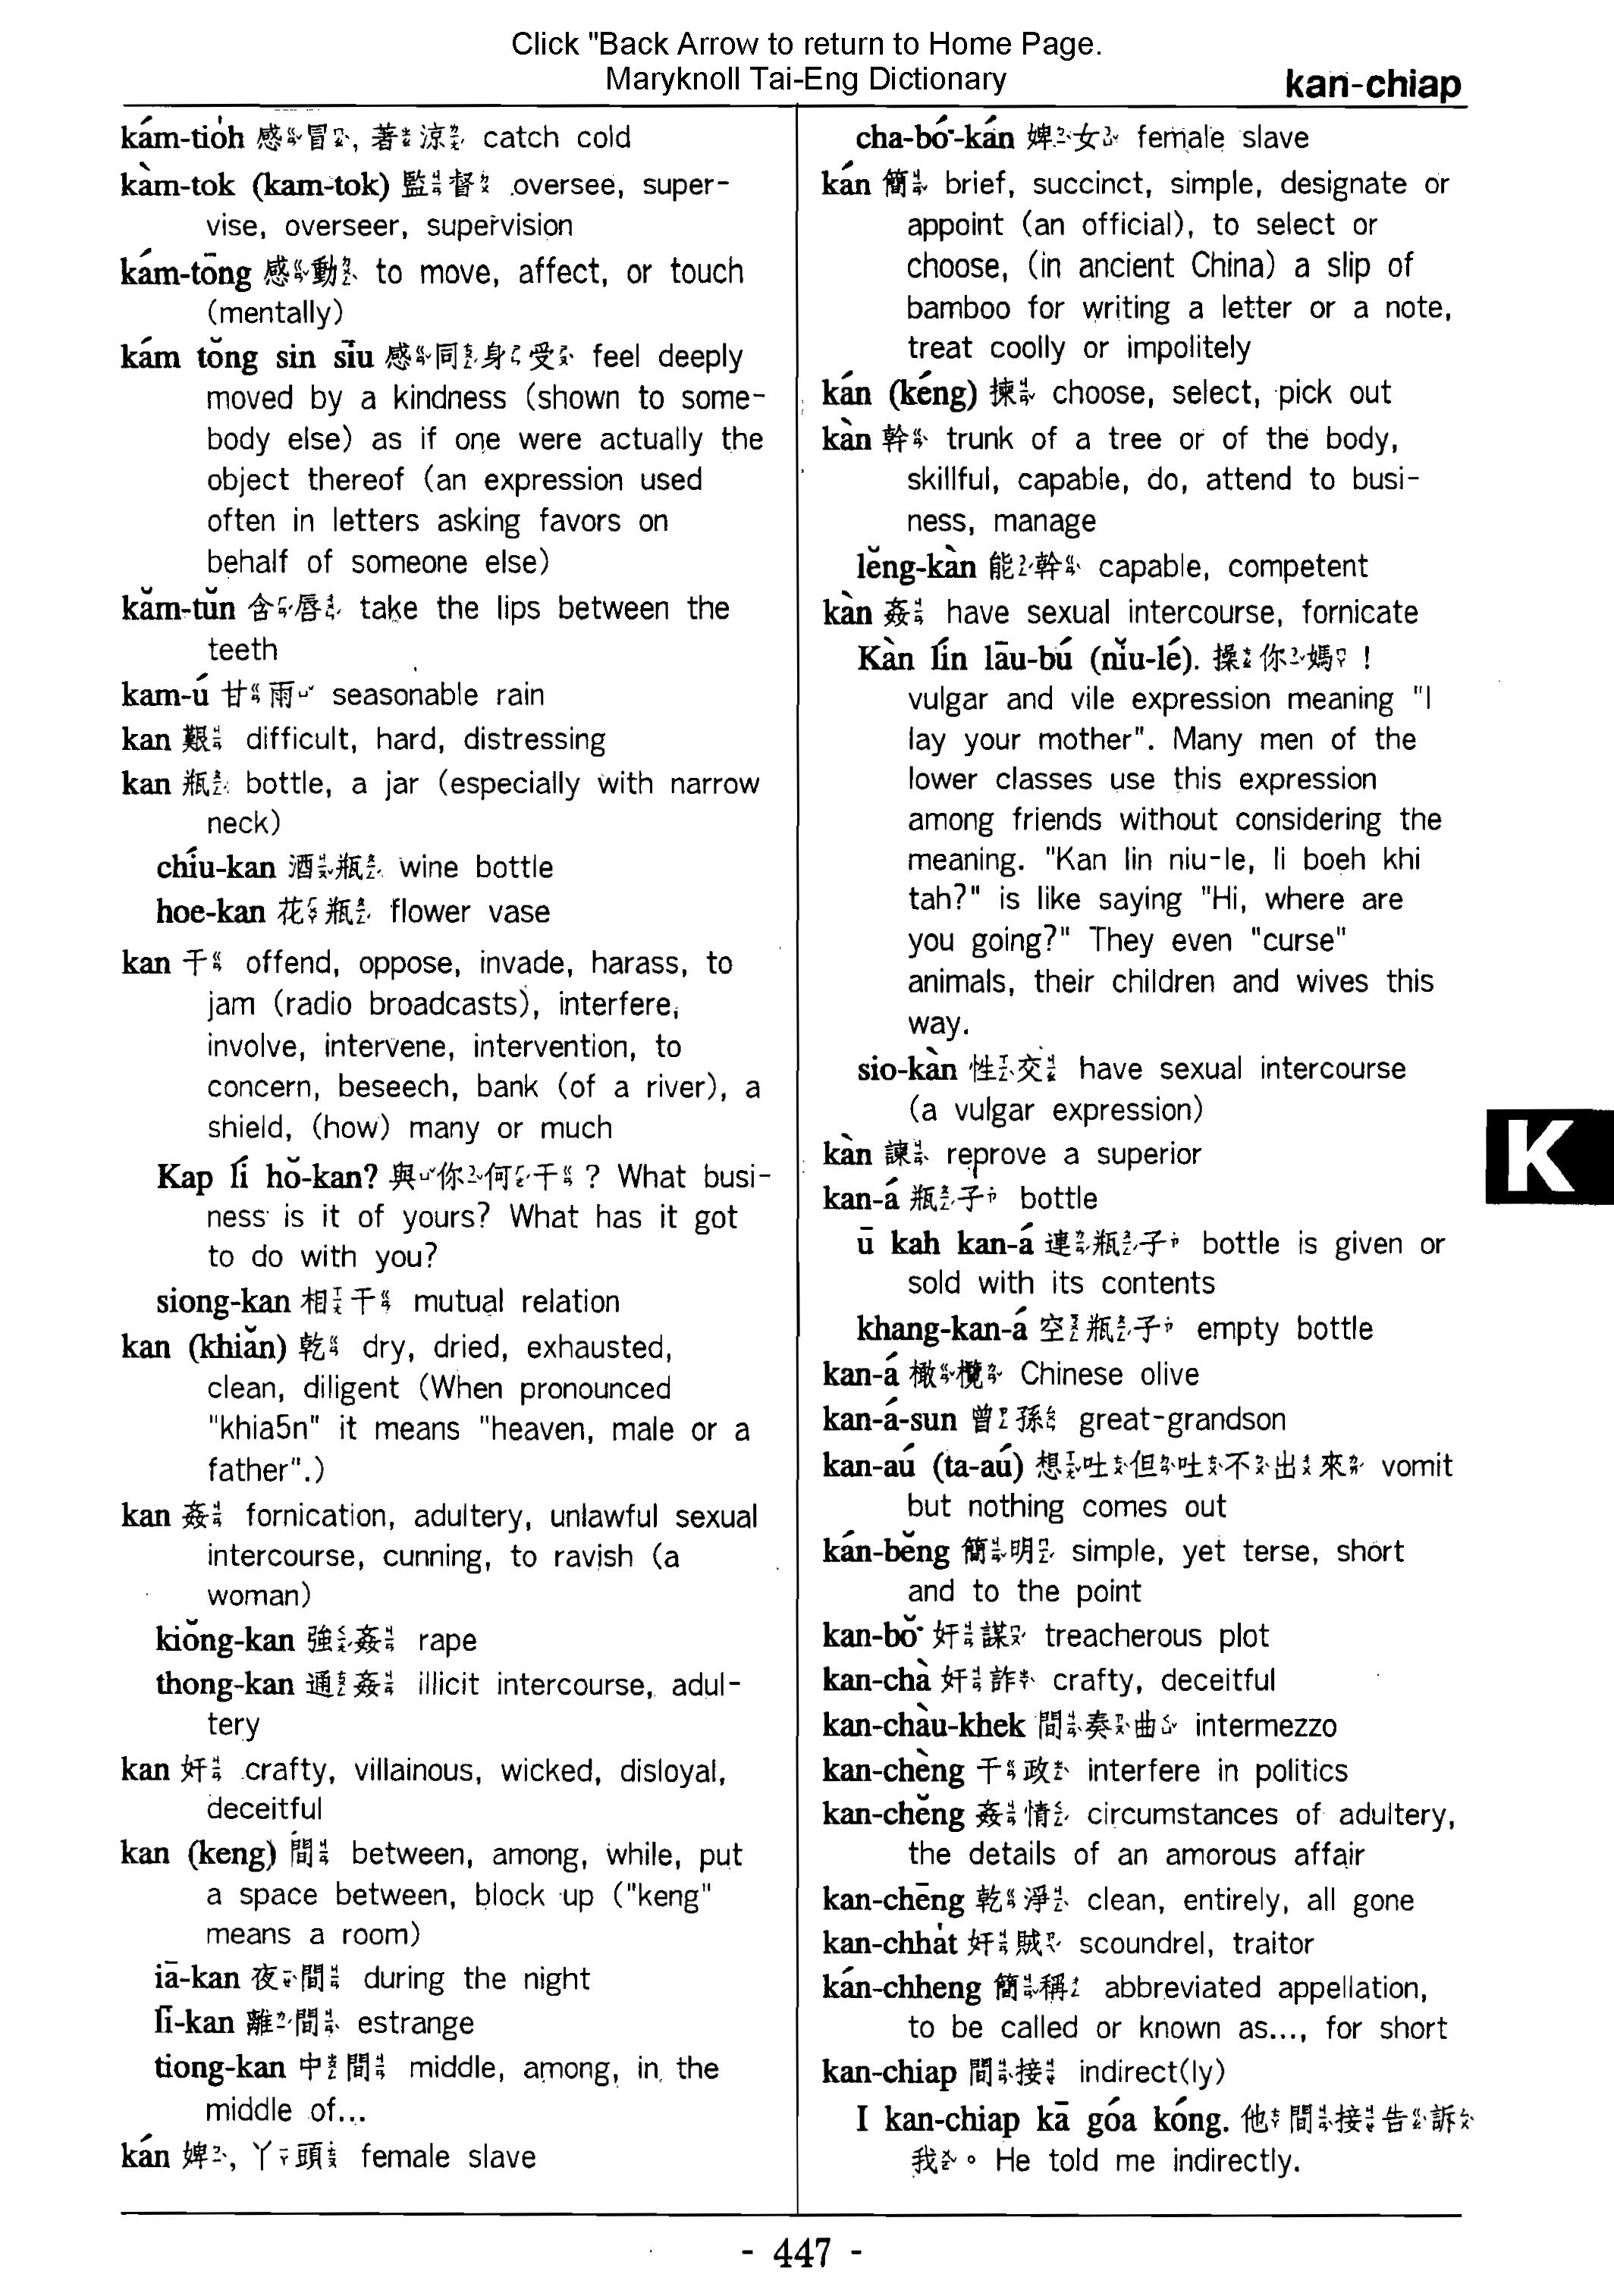 Click "Back Arrow to return to Home Page.
Maryknoll Tai-Eng Dictionary
kan-chiap
kám-tio̍h 感冒, 著涼 catch cold
kàm-tok (kam-tok) 監督 oversee, super-
vise, overseer, supervision
kám-tōng 感動 to move, affect, or touch
(mentally)
kám tŏng sin sīu 感同身受 feel deeply
moved by a kindness (shown to some-
body else) as if one were actually the
object thereof (an expression used
often in letters asking favors on
behalf of someone else)
kăm-tŭn 含唇 take the lips between the
teeth
kam-ú 甘雨 seasonable rain
kan 艱 difficult, hard, distressing
kan 瓶 bottle, a jar (especially with narrow
neck)
chíu-kan 酒瓶 wine bottle
hoe-kan 花瓶 flower vase
kan 干 offend, oppose, invade, harass, to
jam (radio broadcasts), interfere,
involve, intervene, intervention, to
concern, beseech, bank (of a river), a
shield, (how) many or much
Kap lí hŏ-kan? 與你何干? What busi-
ness is it of yours? What has it got
to do with you?
siong-kan 相干 mutual relation
kan (khiăn) 乾 dry, dried, exhausted,
clean, diligent (When pronounced
"khia5n" it means "heaven, male or a
father".)
kan 姦 fornication, adultery, unlawful sexual
intercourse, cunning, to ravish (a
woman)
kiŏng-kan 強姦 rape
thong-kan 通姦 illicit intercourse, adul-
tery
kan 奸 crafty, villainous, wicked, disloyal,
deceitful
kan (keng) 間 between, among, while, put
a space between, block up ("keng"
means a room)
iā-kan 夜間 during the night
lī-kan 離間 estrange
tiong-kan 中間 middle, among, in the
middle of...
kán 婢, 丫頭 female slave
cha-bó͘-kán 婢女 female slave
kán 簡 brief, succinct, simple, designate or
appoint (an official), to select or
choose, (in ancient China) a slip of
bamboo for writing a letter or a note,
treat coolly or impolitely
kán (kéng) 揀 choose, select, pick out
kàn 幹 trunk of a tree or of the body,
skillful, capable, do, attend to busi-
ness, manage
lĕng-kàn 能幹 capable, competent
kàn 姦 have sexual intercourse, fornicate
Kàn lín lāu-bú (nĭu-lé). 操你媽!
vulgar and vile expression meaning "I
lay your mother". Many men of the
lower classes use this expression
among friends without considering the
meaning. "Kan lin niu-le, li boeh khi
tah?" is like saying "Hi, where are
you going?" They even "curse"
animals, their children and wives this
way.
sio-kàn 性交 have sexual intercourse
(a vulgar expression)
kàn 諫 reprove a superior
kan-á 瓶子 bottle
ū kah kan-á 連瓶子 bottle is given or
sold with its contents
khang-kan-á 空瓶子 empty bottle
kan-á 橄欖 Chinese olive
kan-á-sun 曾孫 great-grandson
kan-aú (ta-aú) 想吐但吐不出來 vomit
but nothing comes out
kán-bĕng 簡明 simple, yet terse, short
and to the point
kan-bŏ͘ 奸謀 treacherous plot
kan-chà 奸詐 crafty, deceitful
kan-chàu-khek 間奏曲 intermezzo
kan-chèng 干政 interfere in politics
kan-chĕng 姦情 circumstances of adultery,
the details of an amorous affair
kan-chēng 乾淨 clean, entirely, all gone
kan-chha̍t 奸賊 scoundrel, traitor
kán-chheng 簡稱 abbreviated appellation,
to be called or known as..., for short
kan-chiap 間接 indirect(ly)
I kan-chiap kā góa kóng. 他間接告訴
我。 He told me indirectly.
K
- 447 -